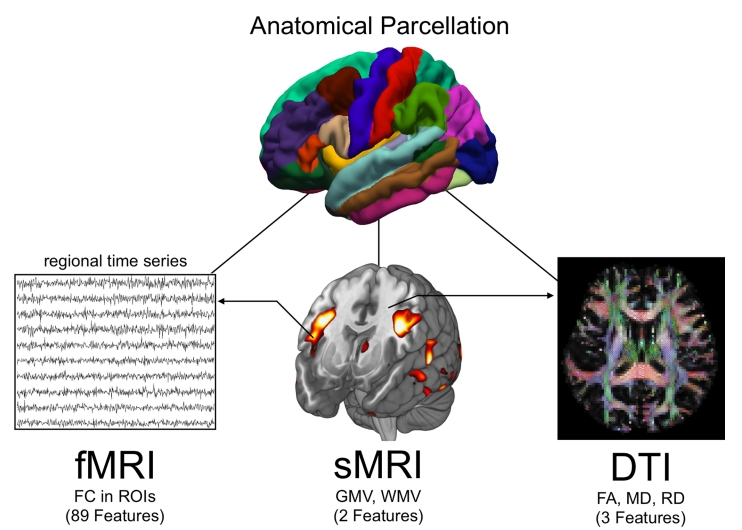 Anatomical Parcellation
regional time series
fMRI
FC in ROIs
(89 Features)
sMRI
GMV, WMV
(2 Features)
DTI
FA, MD, RD
(3 Features)